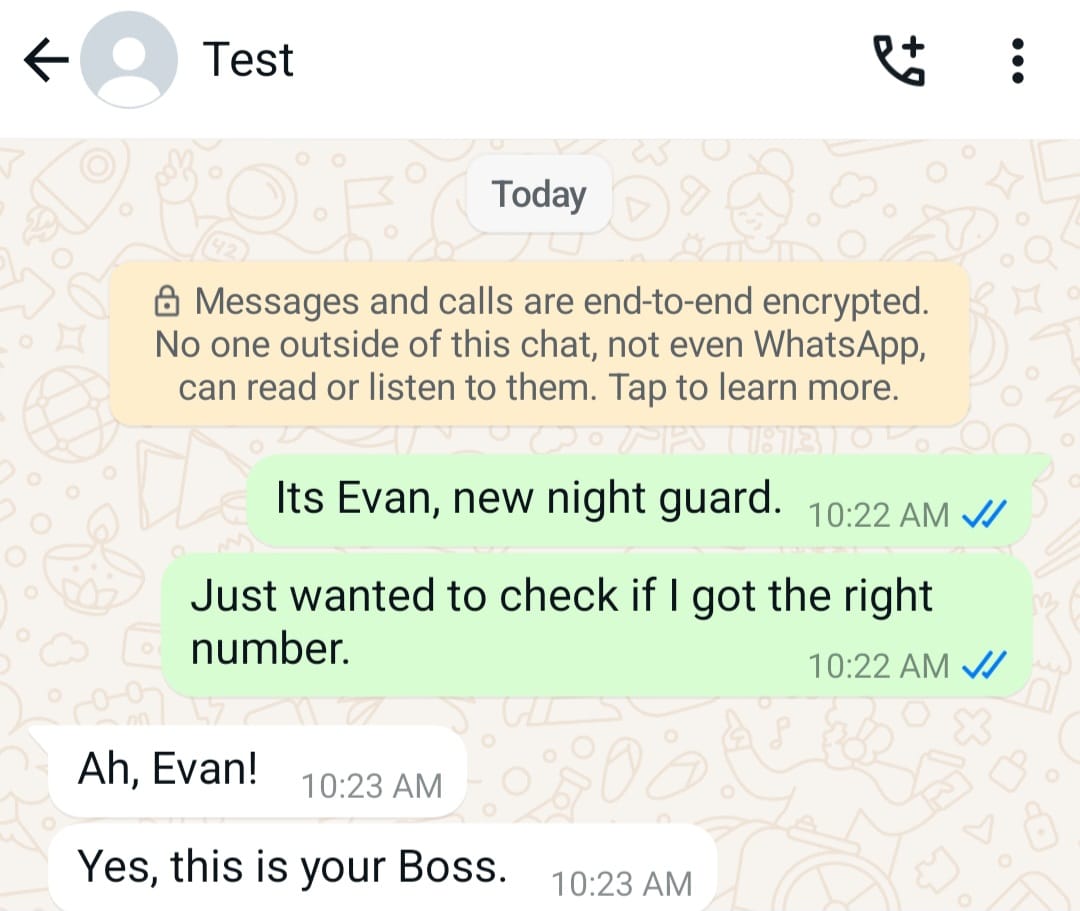 Test
Today
Messages and calls are end-to-end encrypted.
No one outside of this chat, not even WhatsApp,
can read or listen to them. Tap to learn more.
Its Evan, new night guard. 10:22 AM
Just wanted to check if I got the right
number. 10:22 AM
Ah, Evan! 10:23 AM
Yes, this is your Boss. 10:23 AM